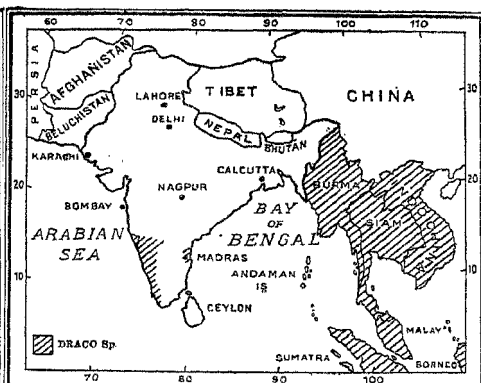 60 70 80 90 100 110
PERSIA
AFGHANISTAN
BELUCHISTAN
LAHORE
DELHI
TIBET
CHINA
NEPAL
BHUTAN
30
30
KARACHI
CALCUTTA
BURMA
20
20
NAGPUR
BOMBAY
BAY
OF
BENGAL
SIAM
INDO CHINA
ARABIAN
SEA
MADRAS
ANDAMAN
IS
10
10
CEYLON
MALAY
DRACO Sp.
SUMATRA
BORNEO
70 80 90 100